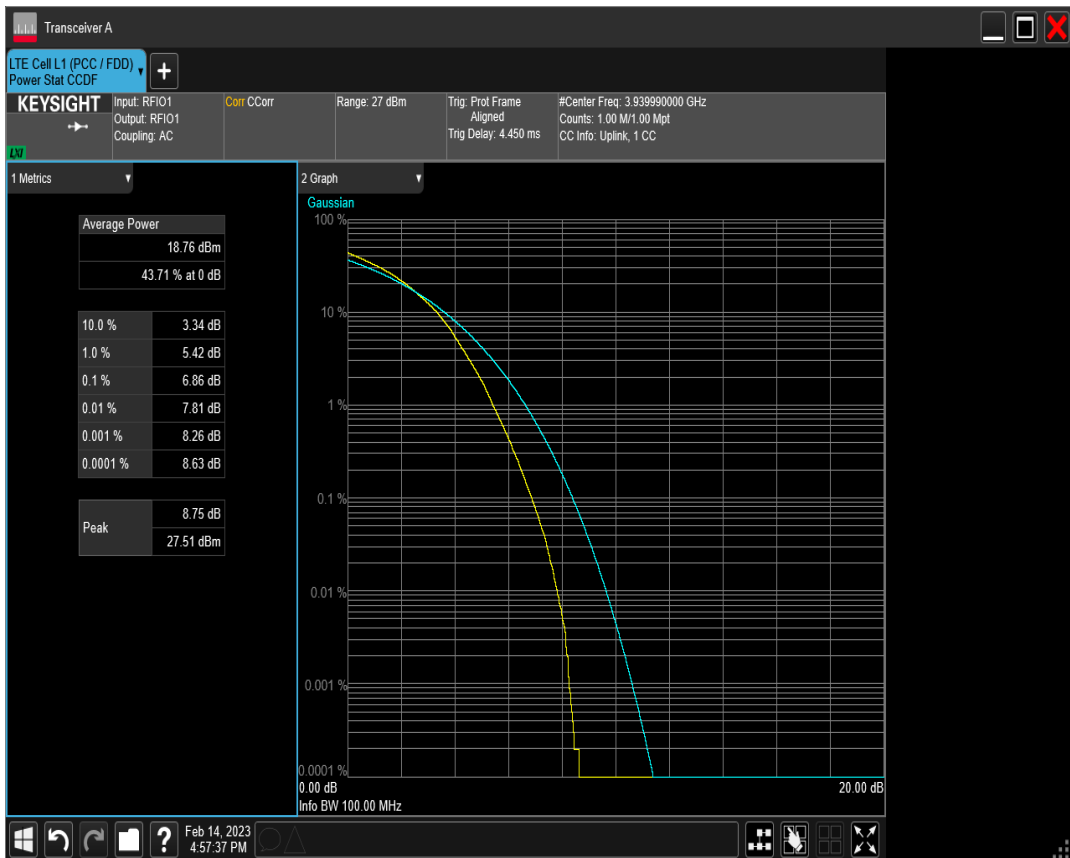 Transceiver A
LTE Cell L1 (PCC / FDD)
Power Stat CCDF
KEYSIGHT
LXI
Input: RFIO1
Output: RFIO1
Coupling: AC
Corr CCorr
Range: 27 dBm
Trig: Prot Frame
Aligned
Trig Delay: 4.450 ms
#Center Freq: 3.939990000 GHz
Counts: 1.00 M/1.00 Mpt
CC Info: Uplink, 1 CC
1 Metrics
Average Power
18.76 dBm
43.71 % at 0 dB
10.0 % 3.34 dB
1.0 % 5.42 dB
0.1 % 6.86 dB
0.01 % 7.81 dB
0.001 % 8.26 dB
0.0001 % 8.63 dB
Peak 8.75 dB
27.51 dBm
2 Graph
Gaussian
100 %
10 %
1 %
0.1 %
0.01 %
0.001 %
0.0001 %
0.00 dB 20.00 dB
Info BW 100.00 MHz
Feb 14, 2023
4:57:37 PM